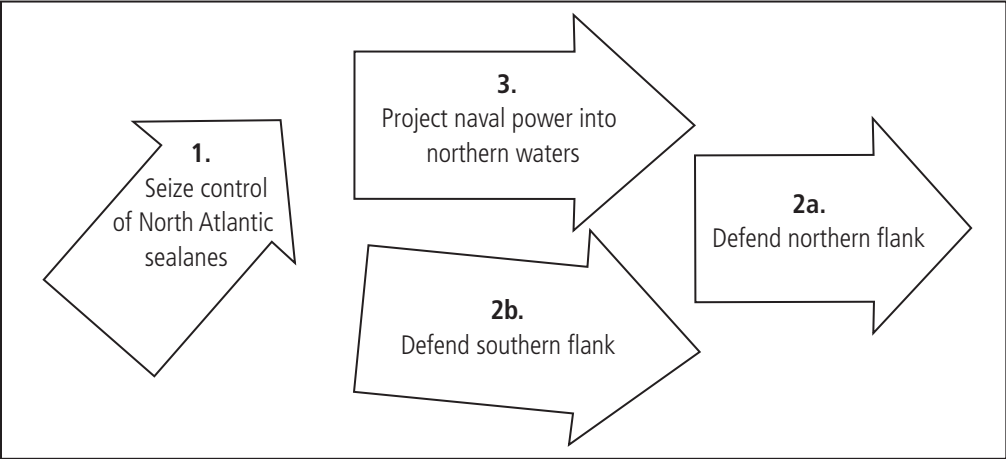 1.
Seize control
of North Atlantic
sealanes
3.
Project naval power into
northern waters
2b.
Defend southern flank
2a.
Defend northern flank